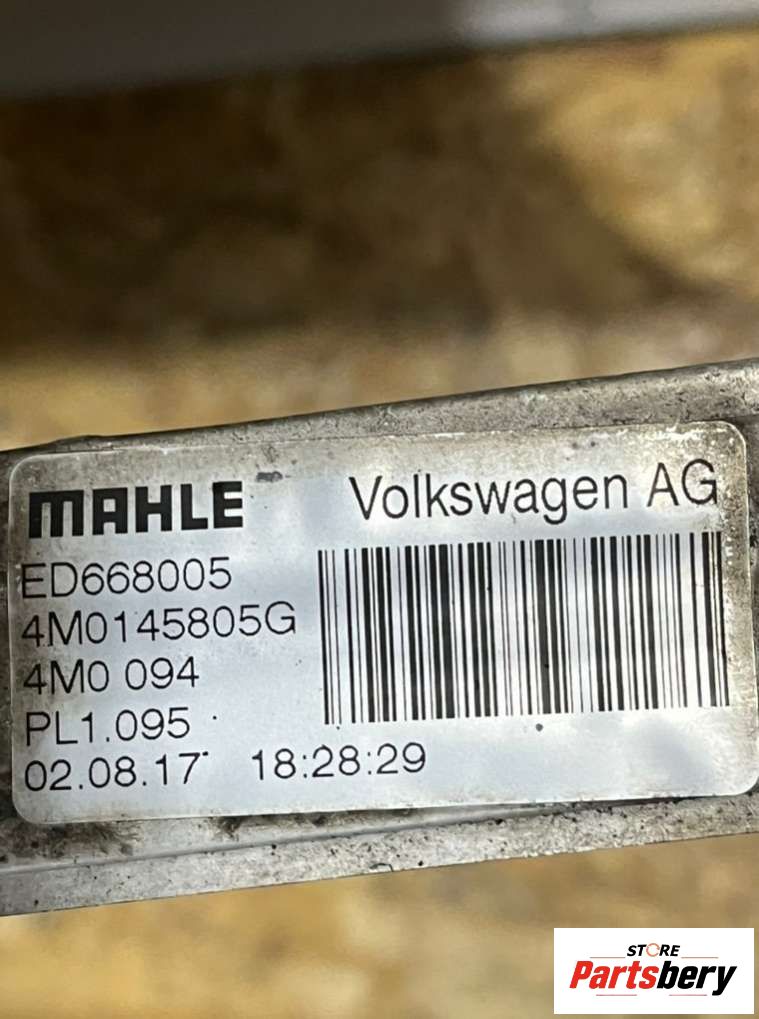 MAHLE Volkswagen AG
ED668005
4M0145805G
4M0 094
PL1.095
02.08.17 18:28:29
STORE
Partsbery